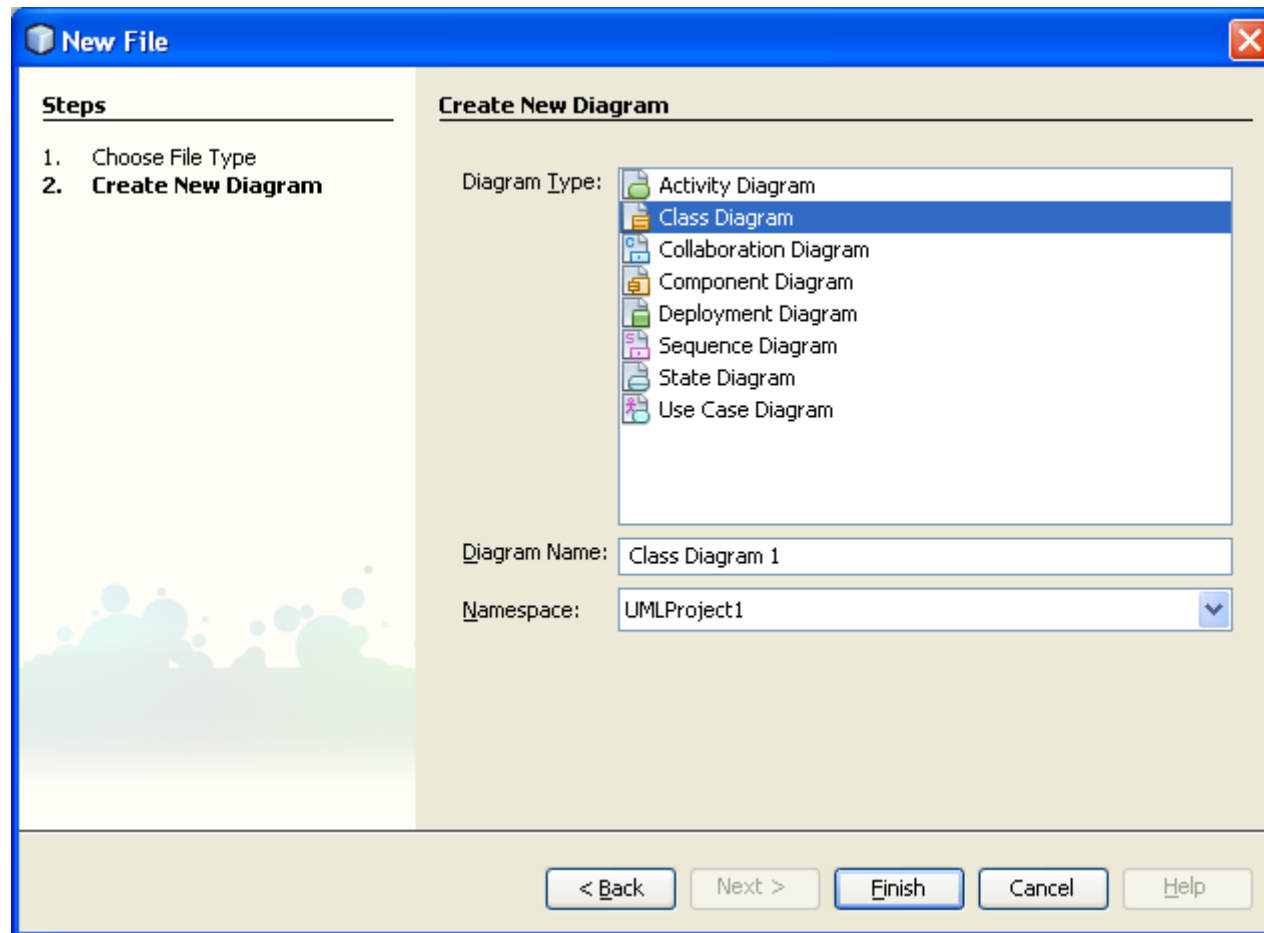 New File
Steps
1. Choose File Type
2. Create New Diagram
Create New Diagram
Diagram Type:
Activity Diagram
Class Diagram
Collaboration Diagram
Component Diagram
Deployment Diagram
Sequence Diagram
State Diagram
Use Case Diagram
Diagram Name: Class Diagram 1
Namespace: UMLProject1
< Back Next > Finish Cancel Help